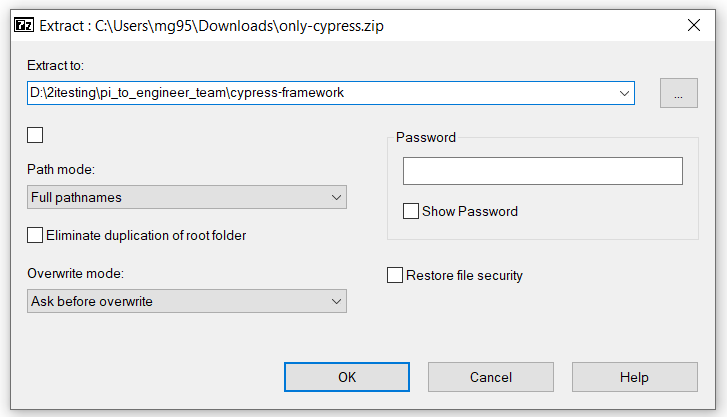 7z Extract : C:\Users\mg95\Downloads\only-cypress.zip
Extract to:
D:\2itesting\pi_to_engineer_team\cypress-framework
...
Password
Path mode:
Full pathnames
Show Password
Eliminate duplication of root folder
Overwrite mode:
Restore file security
Ask before overwrite
OK Cancel Help